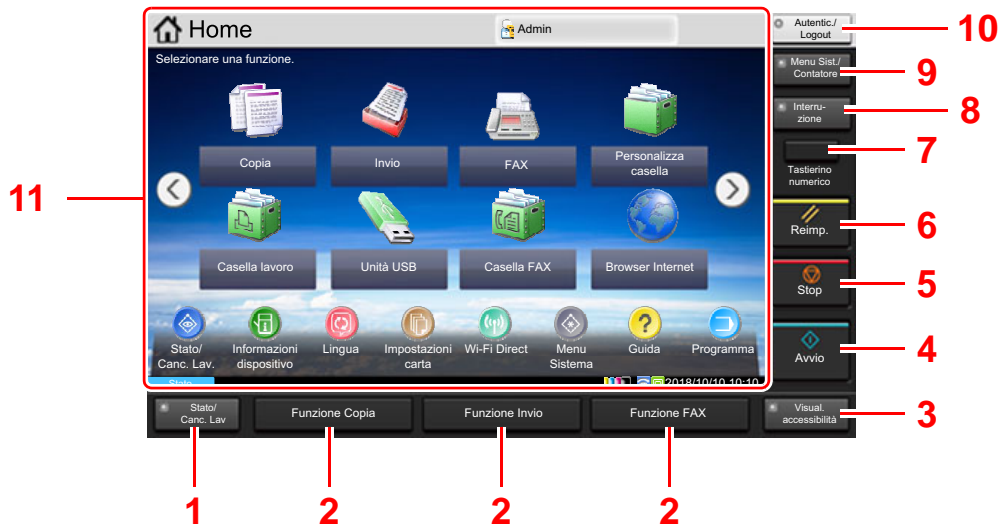 Home
Admin
Selezionare una funzione.
Copia
Invio
FAX
Personalizza
casella
Casella lavoro
Unità USB
Casella FAX
Browser Internet
Stato/
Canc. Lav.
Informazioni
dispositivo
Lingua
Impostazioni
carta
Wi-Fi Direct
Menu
Sistema
Guida
Programma
Stato
2018/10/10 10:10
Autentic./
Logout
10
Menu Sist./
Contatore
9
Interru-
zione
8
7
Tastierino
numerico
Reimp.
6
Stop
5
Avvio
4
11
Stato/
Canc. Lav
Funzione Copia
Funzione Invio
Funzione FAX
Visual.
accessibilità
3
1
2
2
2